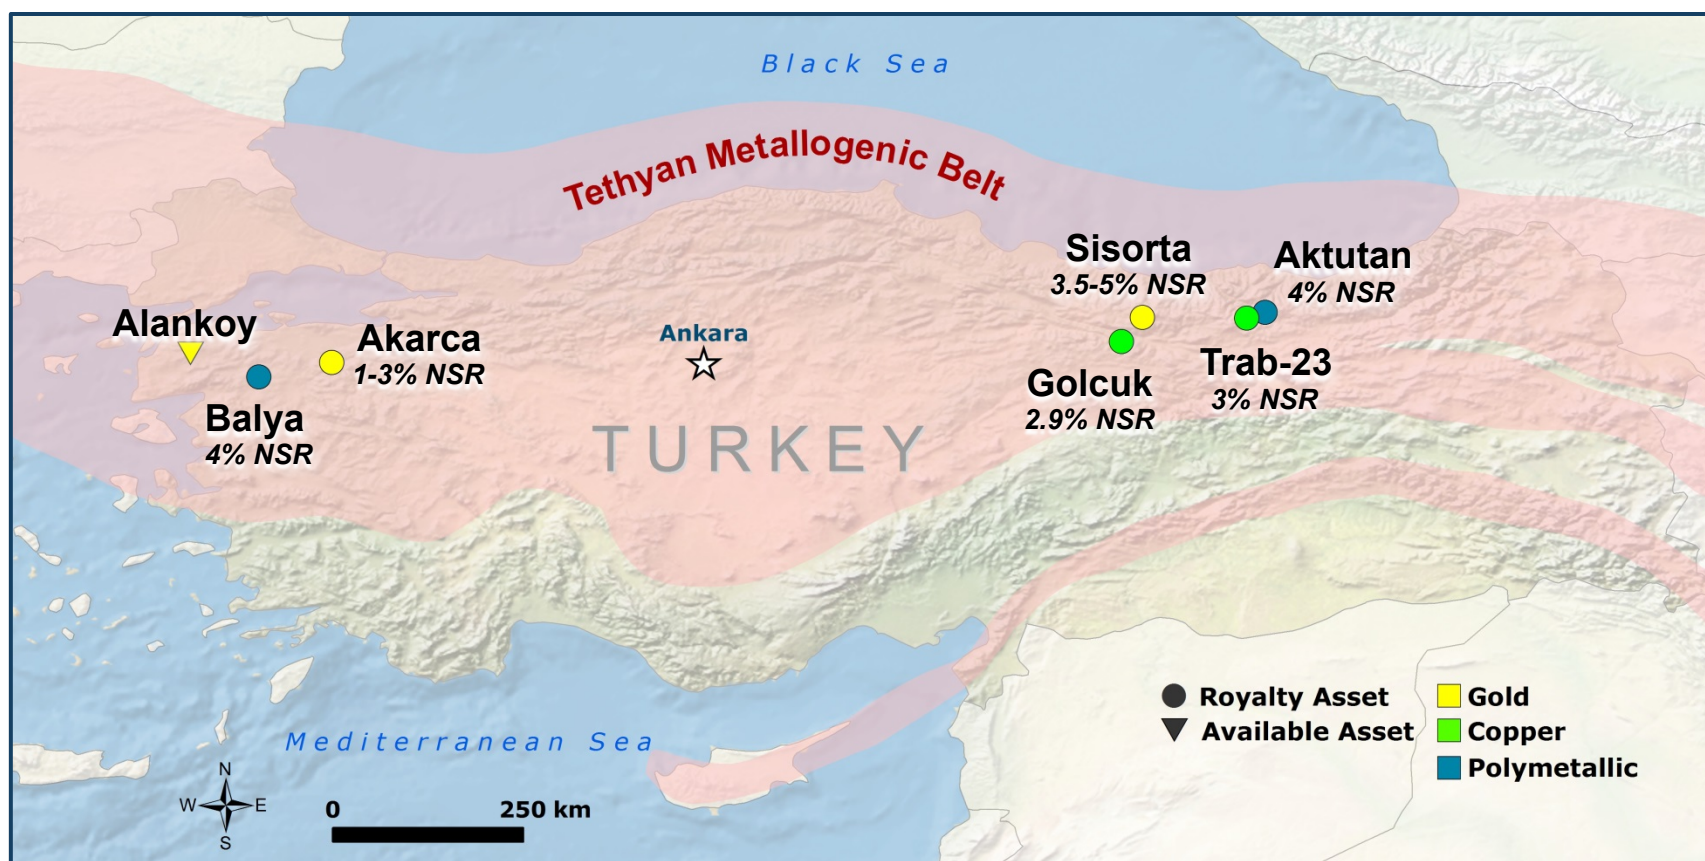 Black Sea
Tethyan Metallogenic Belt
Sisorta
3.5-5% NSR
Aktutan
4% NSR
Alankoy
Akarca
1-3% NSR
Ankara
Balya
4% NSR
Golcuk
2.9% NSR
Trab-23
3% NSR
TURKEY
Royalty Asset
Available Asset
Gold
Copper
Polymetallic
Mediterranean Sea
N
W
E
S
0
250 km